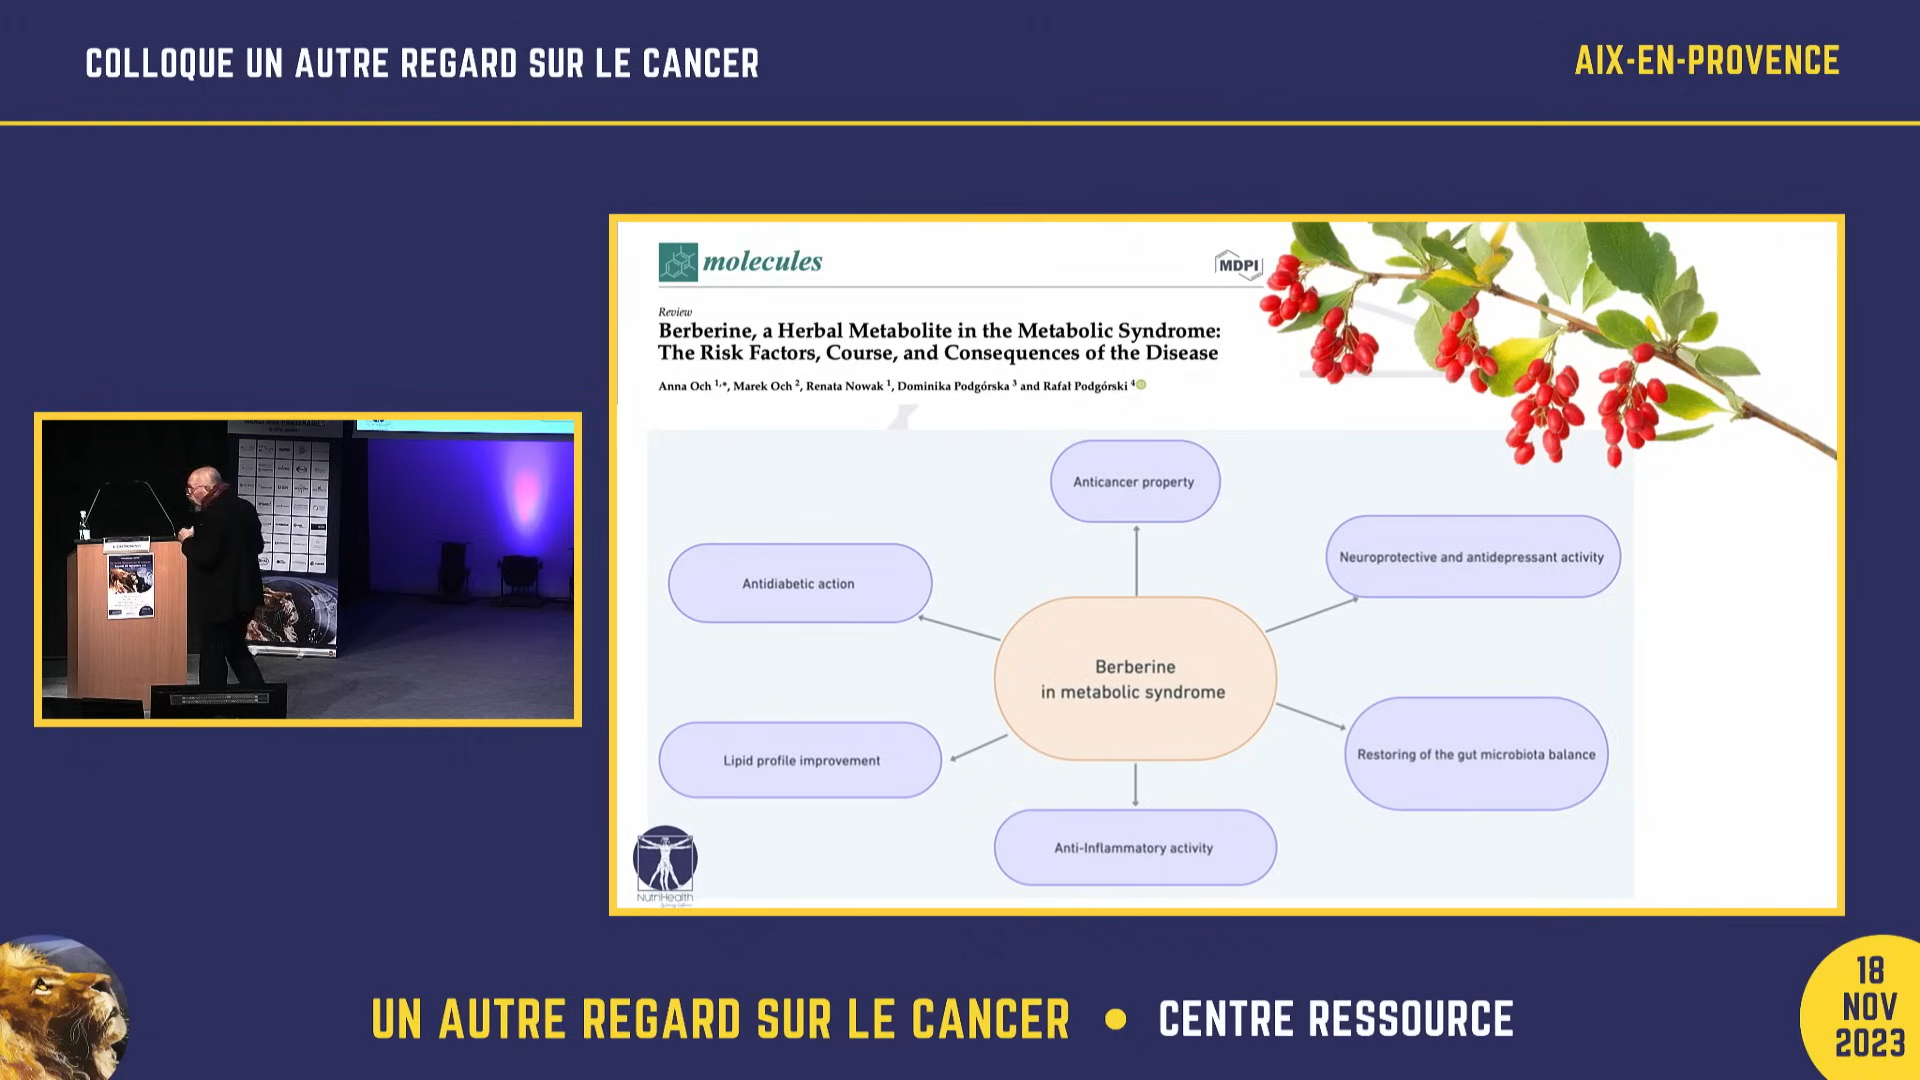 COLLOQUE UN AUTRE REGARD SUR LE CANCER
AIX-EN-PROVENCE
molecules
MDPI
Review
Berberine, a Herbal Metabolite in the Metabolic Syndrome:
The Risk Factors, Course, and Consequences of the Disease
Anna Och 1,*, Marek Och 2, Renata Nowak 1, Dominika Podgórska 3 and Rafał Podgórski 4
Anticancer property
Neuroprotective and antidepressant activity
Antidiabetic action
Berberine
in metabolic syndrome
Restoring of the gut microbiota balance
Lipid profile improvement
Anti-Inflammatory activity
NutriHealth
UN AUTRE REGARD SUR LE CANCER • CENTRE RESSOURCE
18
NOV
2023